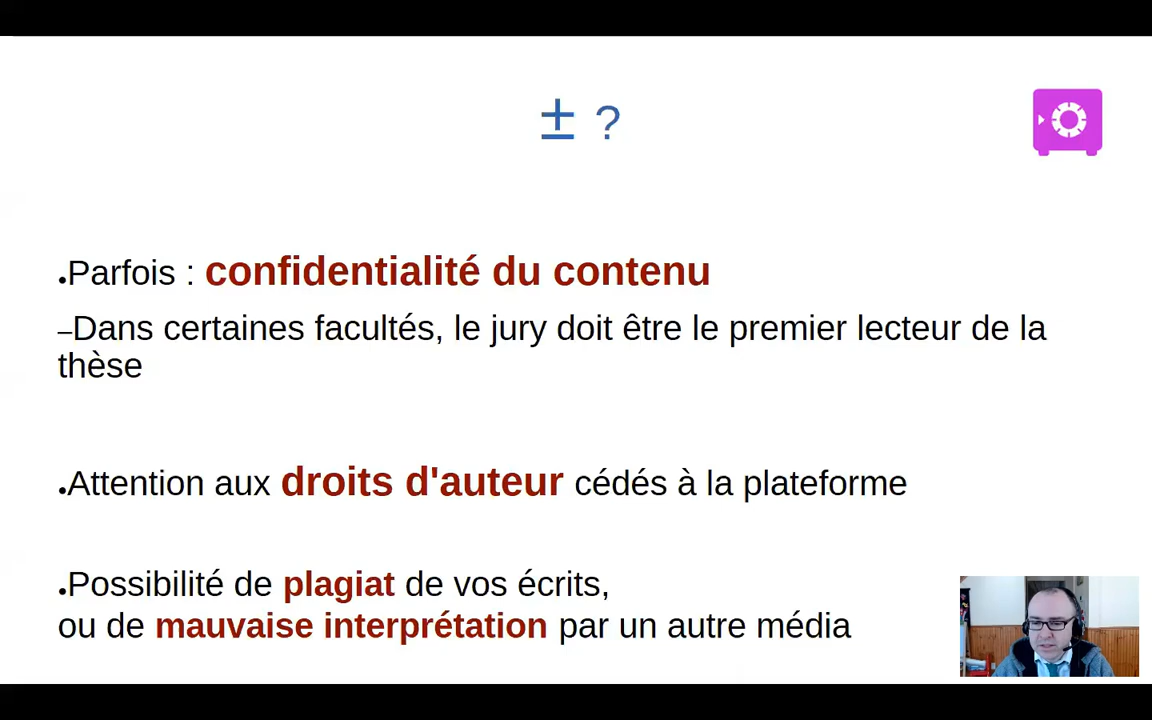 ± ?
•Parfois : confidentialité du contenu
–Dans certaines facultés, le jury doit être le premier lecteur de la
thèse
•Attention aux droits d'auteur cédés à la plateforme
•Possibilité de plagiat de vos écrits,
ou de mauvaise interprétation par un autre média